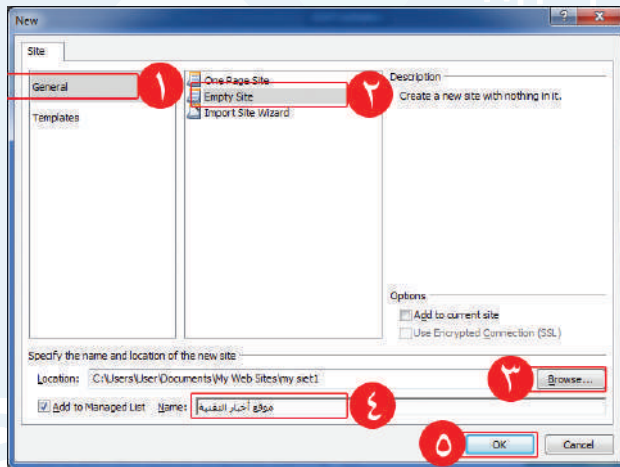 New
Site
General
Templates
١
One Page Site
Empty Site
Import Site Wizard
٢
Description
Create a new site with nothing in it.
Options
Add to current site
Use Encrypted Connection (SSL)
Specify the name and location of the new site
Location: C:\Users\User\Documents\My Web Sites\my siet1
٣
Browse...
Add to Managed List Name: موقع أخبار التقنية
٤
٥
OK
Cancel